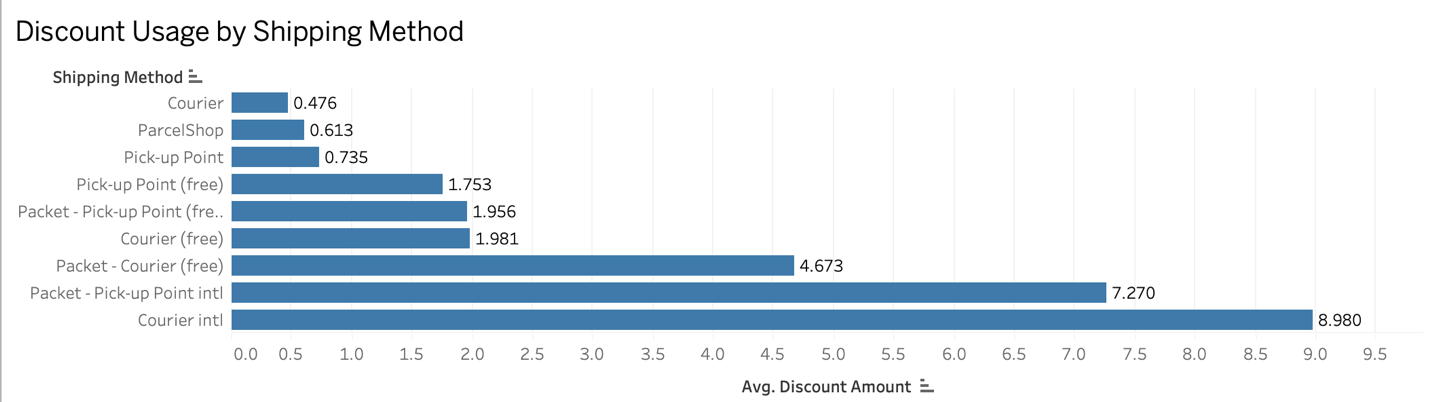 Discount Usage by Shipping Method
Shipping Method
Courier 0.476
ParcelShop 0.613
Pick-up Point 0.735
Pick-up Point (free) 1.753
Packet - Pick-up Point (fre.. 1.956
Courier (free) 1.981
Packet - Courier (free) 4.673
Packet - Pick-up Point intl 7.270
Courier intl 8.980
0.0 0.5 1.0 1.5 2.0 2.5 3.0 3.5 4.0 4.5 5.0 5.5 6.0 6.5 7.0 7.5 8.0 8.5 9.0 9.5
Avg. Discount Amount